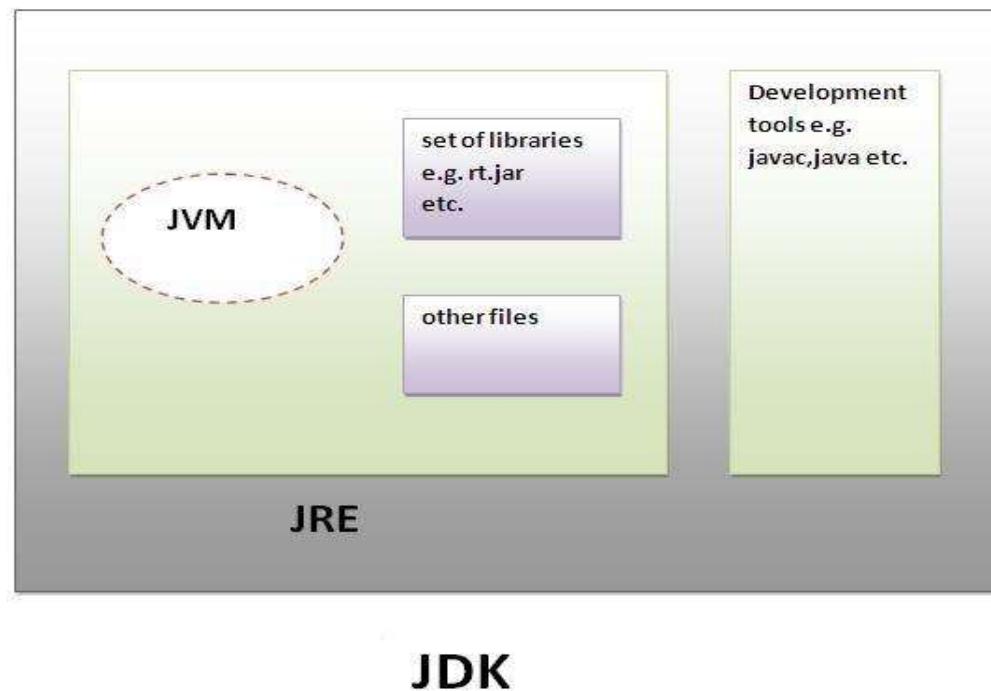 JVM
set of libraries
e.g. rt.jar
etc.
other files
Development
tools e.g.
javac,java etc.
JRE
JDK